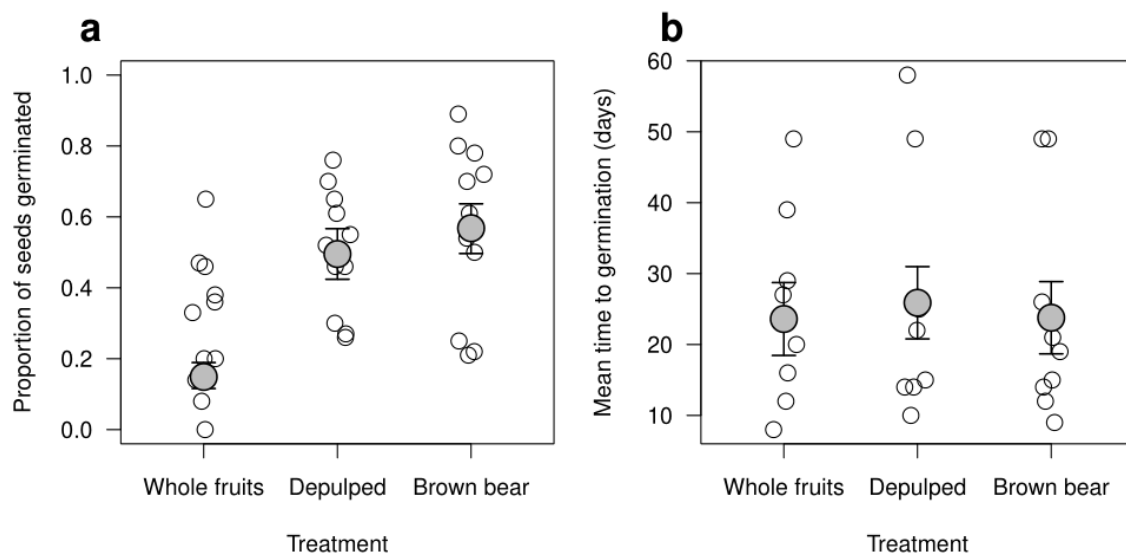 a
Proportion of seeds germinated
1.0
0.8
0.6
0.4
0.2
0.0
Whole fruits Depulped Brown bear
Treatment
b
Mean time to germination (days)
60
50
40
30
20
10
Whole fruits Depulped Brown bear
Treatment